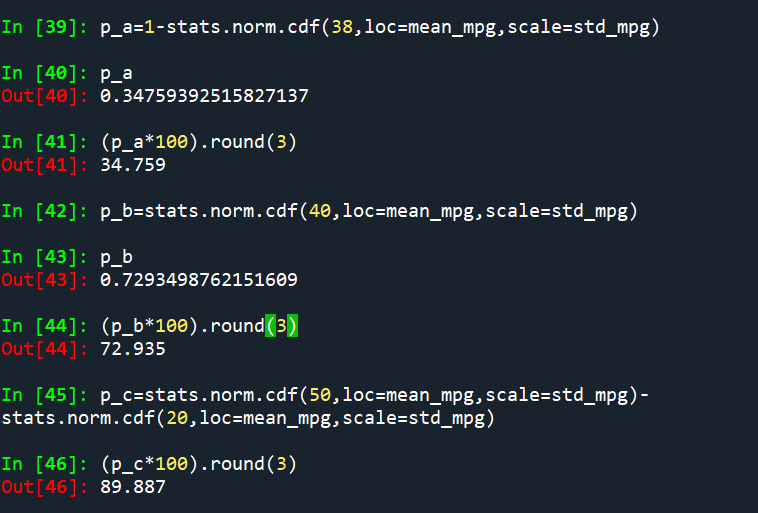 In [39]: p_a=1-stats.norm.cdf(38,loc=mean_mpg,scale=std_mpg)
In [40]: p_a
Out[40]: 0.34759392515827137
In [41]: (p_a*100).round(3)
Out[41]: 34.759
In [42]: p_b=stats.norm.cdf(40,loc=mean_mpg,scale=std_mpg)
In [43]: p_b
Out[43]: 0.7293498762151609
In [44]: (p_b*100).round(3)
Out[44]: 72.935
In [45]: p_c=stats.norm.cdf(50,loc=mean_mpg,scale=std_mpg)-
stats.norm.cdf(20,loc=mean_mpg,scale=std_mpg)
In [46]: (p_c*100).round(3)
Out[46]: 89.887